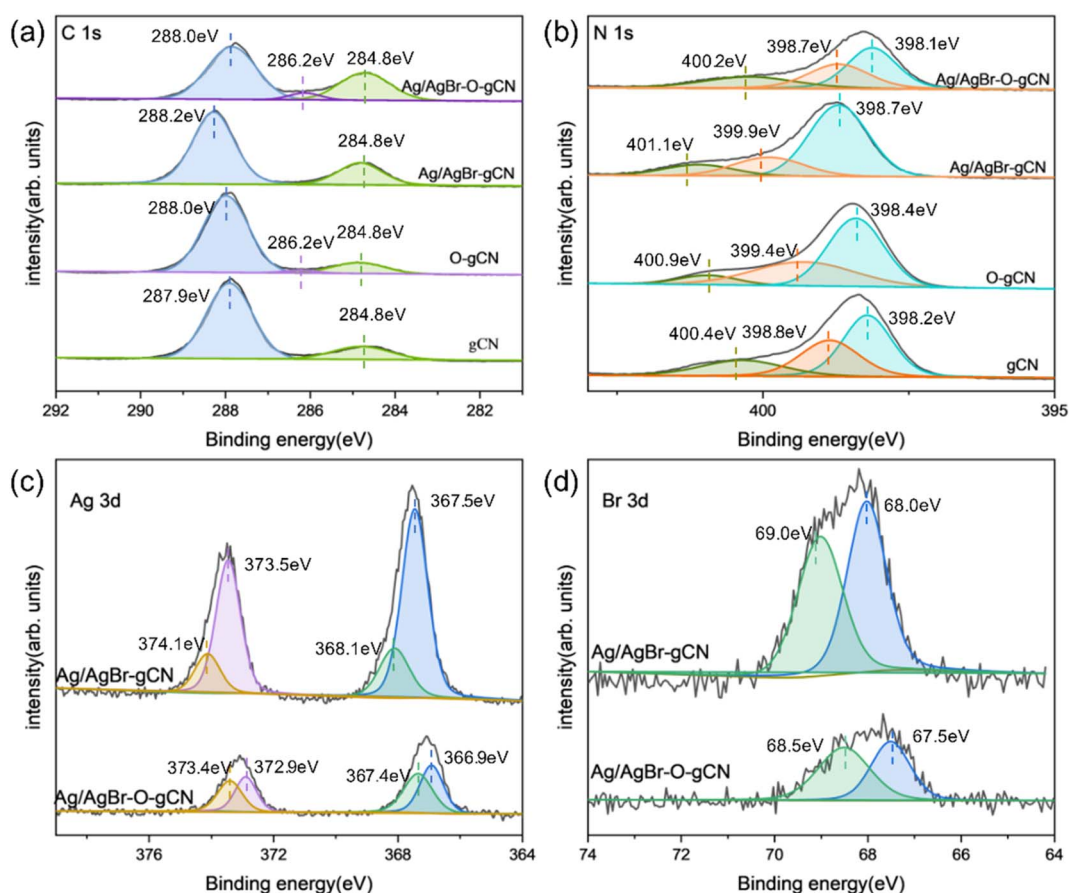 (a)
C 1s
288.0eV
286.2eV
284.8eV
Ag/AgBr-O-gCN
288.2eV
284.8eV
Ag/AgBr-gCN
288.0eV
286.2eV
284.8eV
O-gCN
287.9eV
284.8eV
gCN
intensity(arb. units)
292 290 288 286 284 282
Binding energy(eV)
(b)
N 1s
400.2eV
398.7eV
398.1eV
Ag/AgBr-O-gCN
401.1eV
399.9eV
398.7eV
Ag/AgBr-gCN
400.9eV
399.4eV
398.4eV
O-gCN
400.4eV
398.8eV
398.2eV
gCN
intensity(arb. units)
400 395
Binding energy(eV)
(c)
Ag 3d
367.5eV
373.5eV
374.1eV
368.1eV
Ag/AgBr-gCN
373.4eV
372.9eV
367.4eV
366.9eV
Ag/AgBr-O-gCN
intensity(arb. units)
376 372 368 364
Binding energy(eV)
(d)
Br 3d
69.0eV
68.0eV
Ag/AgBr-gCN
68.5eV
67.5eV
Ag/AgBr-O-gCN
intensity(arb. units)
74 72 70 68 66 64
Binding energy(eV)